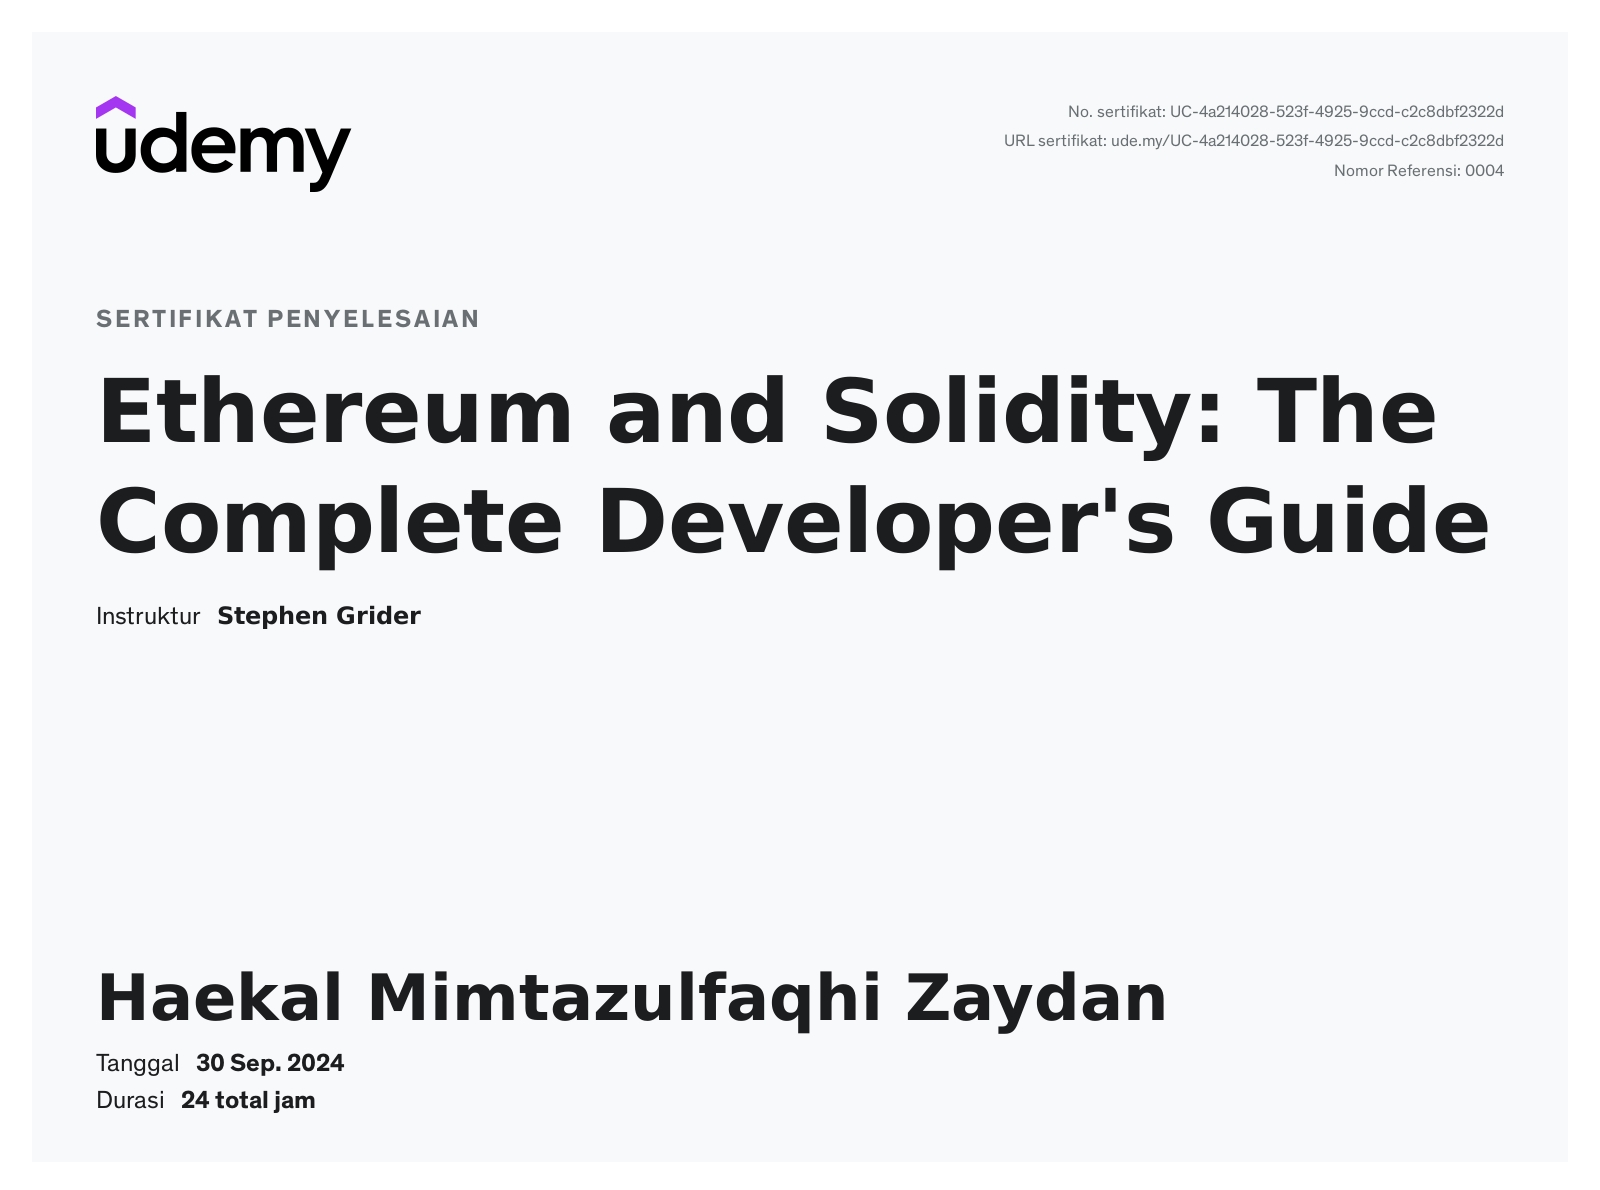 udemy
No. sertifikat: UC-4a214028-523f-4925-9ccd-c2c8dbf2322d
URL sertifikat: ude.my/UC-4a214028-523f-4925-9ccd-c2c8dbf2322d
Nomor Referensi: 0004
SERTIFIKAT PENYELESAIAN
Ethereum and Solidity: The
Complete Developer's Guide
Instruktur Stephen Grider
Haekal Mimtazulfaqhi Zaydan
Tanggal 30 Sep. 2024
Durasi 24 total jam